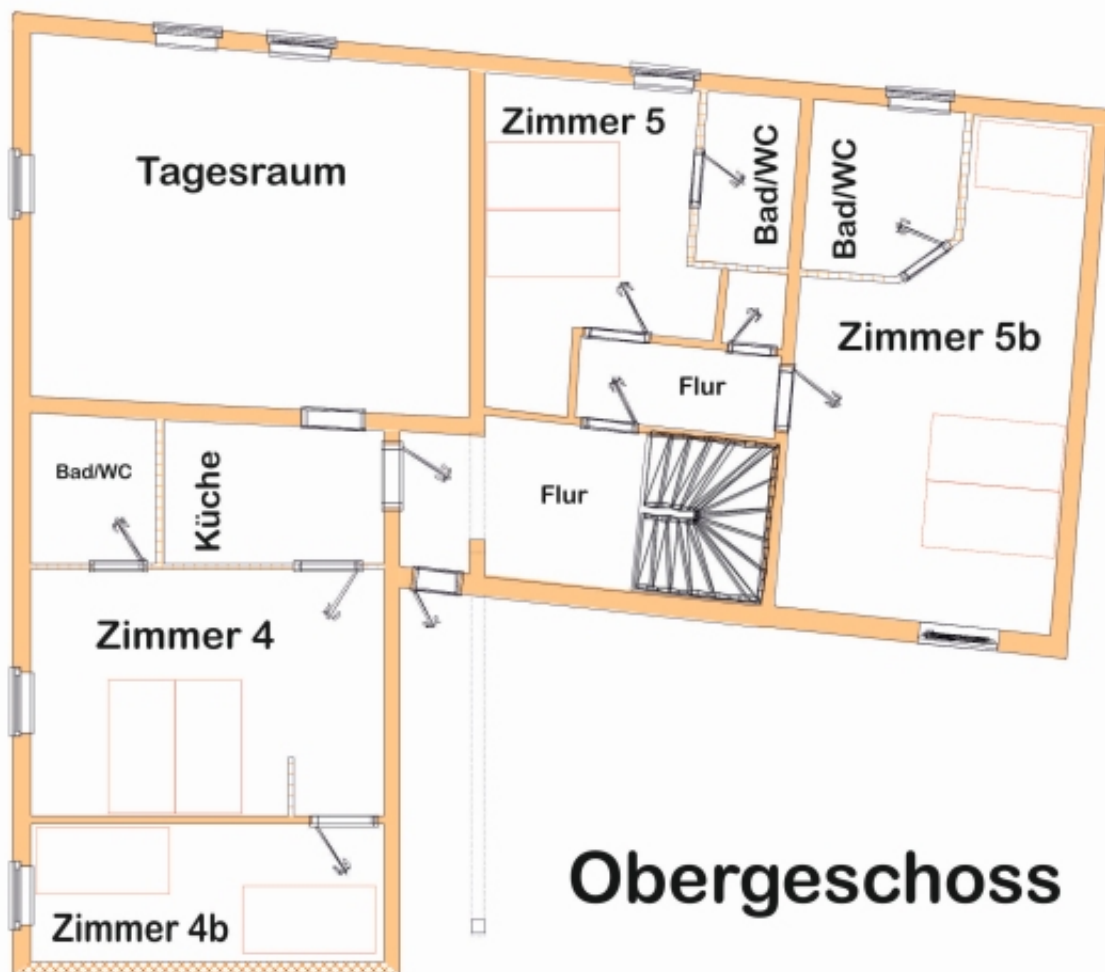 Tagesraum
Zimmer 5
Bad/WC
Bad/WC
Zimmer 5b
Flur
Bad/WC
Küche
Flur
Zimmer 4
Zimmer 4b
Obergeschoss